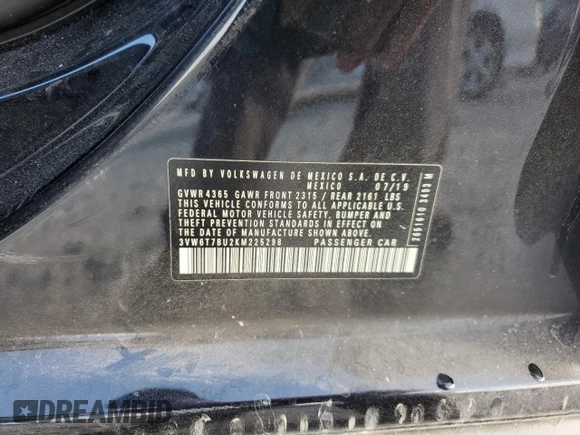 MFD BY VOLKSWAGEN DE MEXICO S.A. DE C.V.
MEXICO 07/19
GVWR 4365 GAWR FRONT 2315 / REAR 2161 LBS
THIS VEHICLE CONFORMS TO ALL APPLICABLE U.S.
FEDERAL MOTOR VEHICLE SAFETY, BUMPER AND
THEFT PREVENTION STANDARDS IN EFFECT ON
THE DATE OF MANUFACTURE SHOWN ABOVE.
3VW6T7BU2KM225298 PASSENGER CAR
DREAMBID